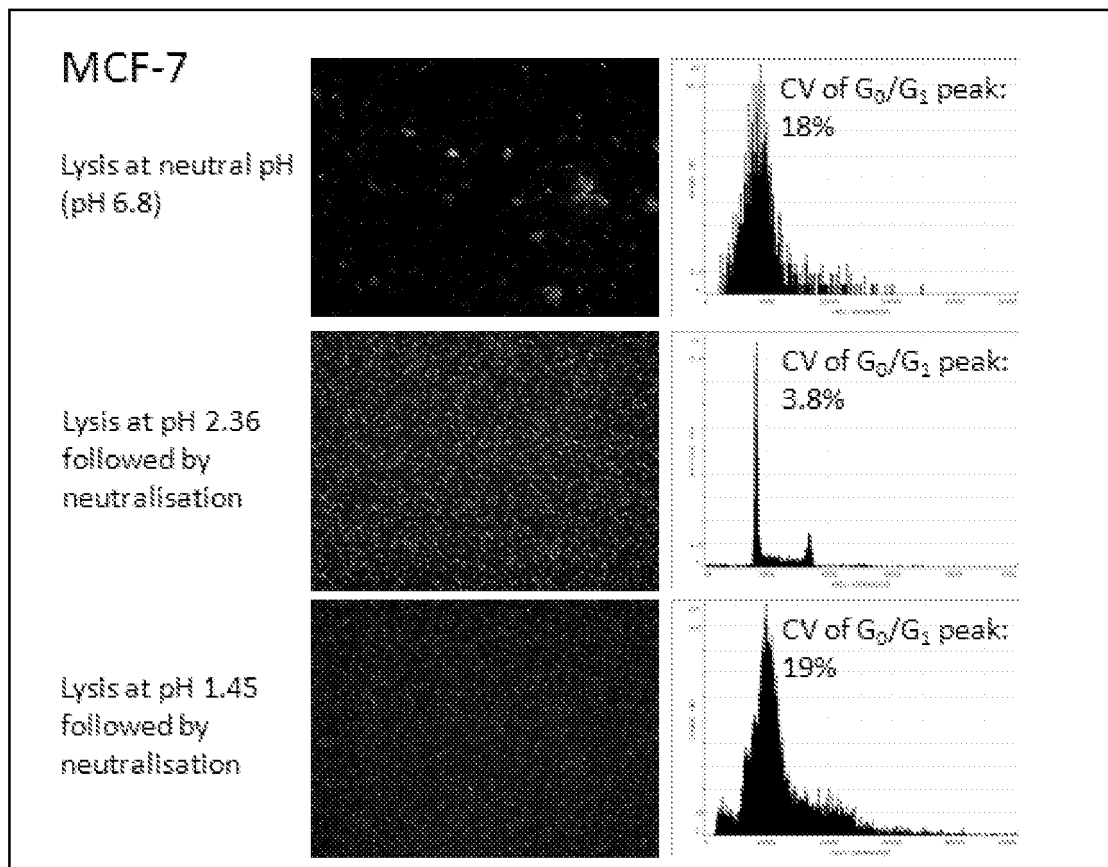 MCF-7
Lysis at neutral pH
(pH 6.8)
CV of G₀/G₁ peak:
18%
Lysis at pH 2.36
followed by
neutralisation
CV of G₀/G₁ peak:
3.8%
Lysis at pH 1.45
followed by
neutralisation
CV of G₀/G₁ peak:
19%